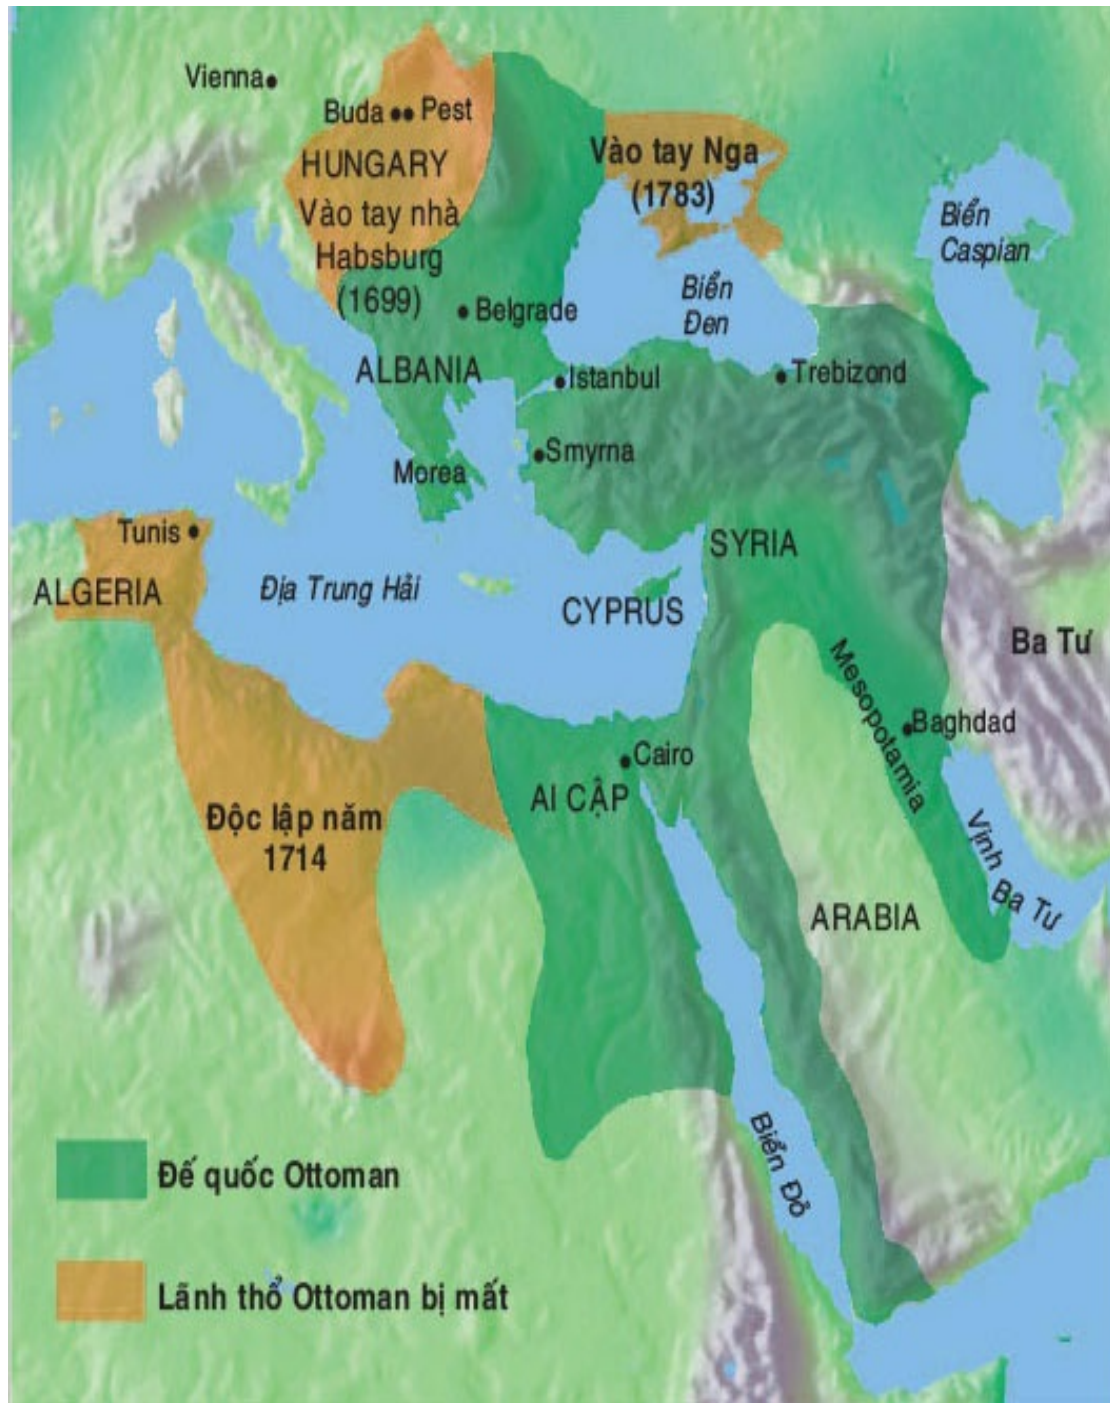 Vienna
Buda
Pest
HUNGARY
Vào tay nhà
Habsburg
(1699)
Vào tay Nga
(1783)
Biển
Caspian
Biển
Đen
Belgrade
ALBANIA
Istanbul
Trebizond
Smyrna
Morea
Tunis
SYRIA
ALGERIA
Địa Trung Hải
CYPRUS
Ba Tư
Mesopotamia
Baghdad
Cairo
AI CẬP
Độc lập năm
1714
Vịnh
Ba Tư
ARABIA
Biển Đỏ
Đế quốc Ottoman
Lãnh thổ Ottoman bị mất